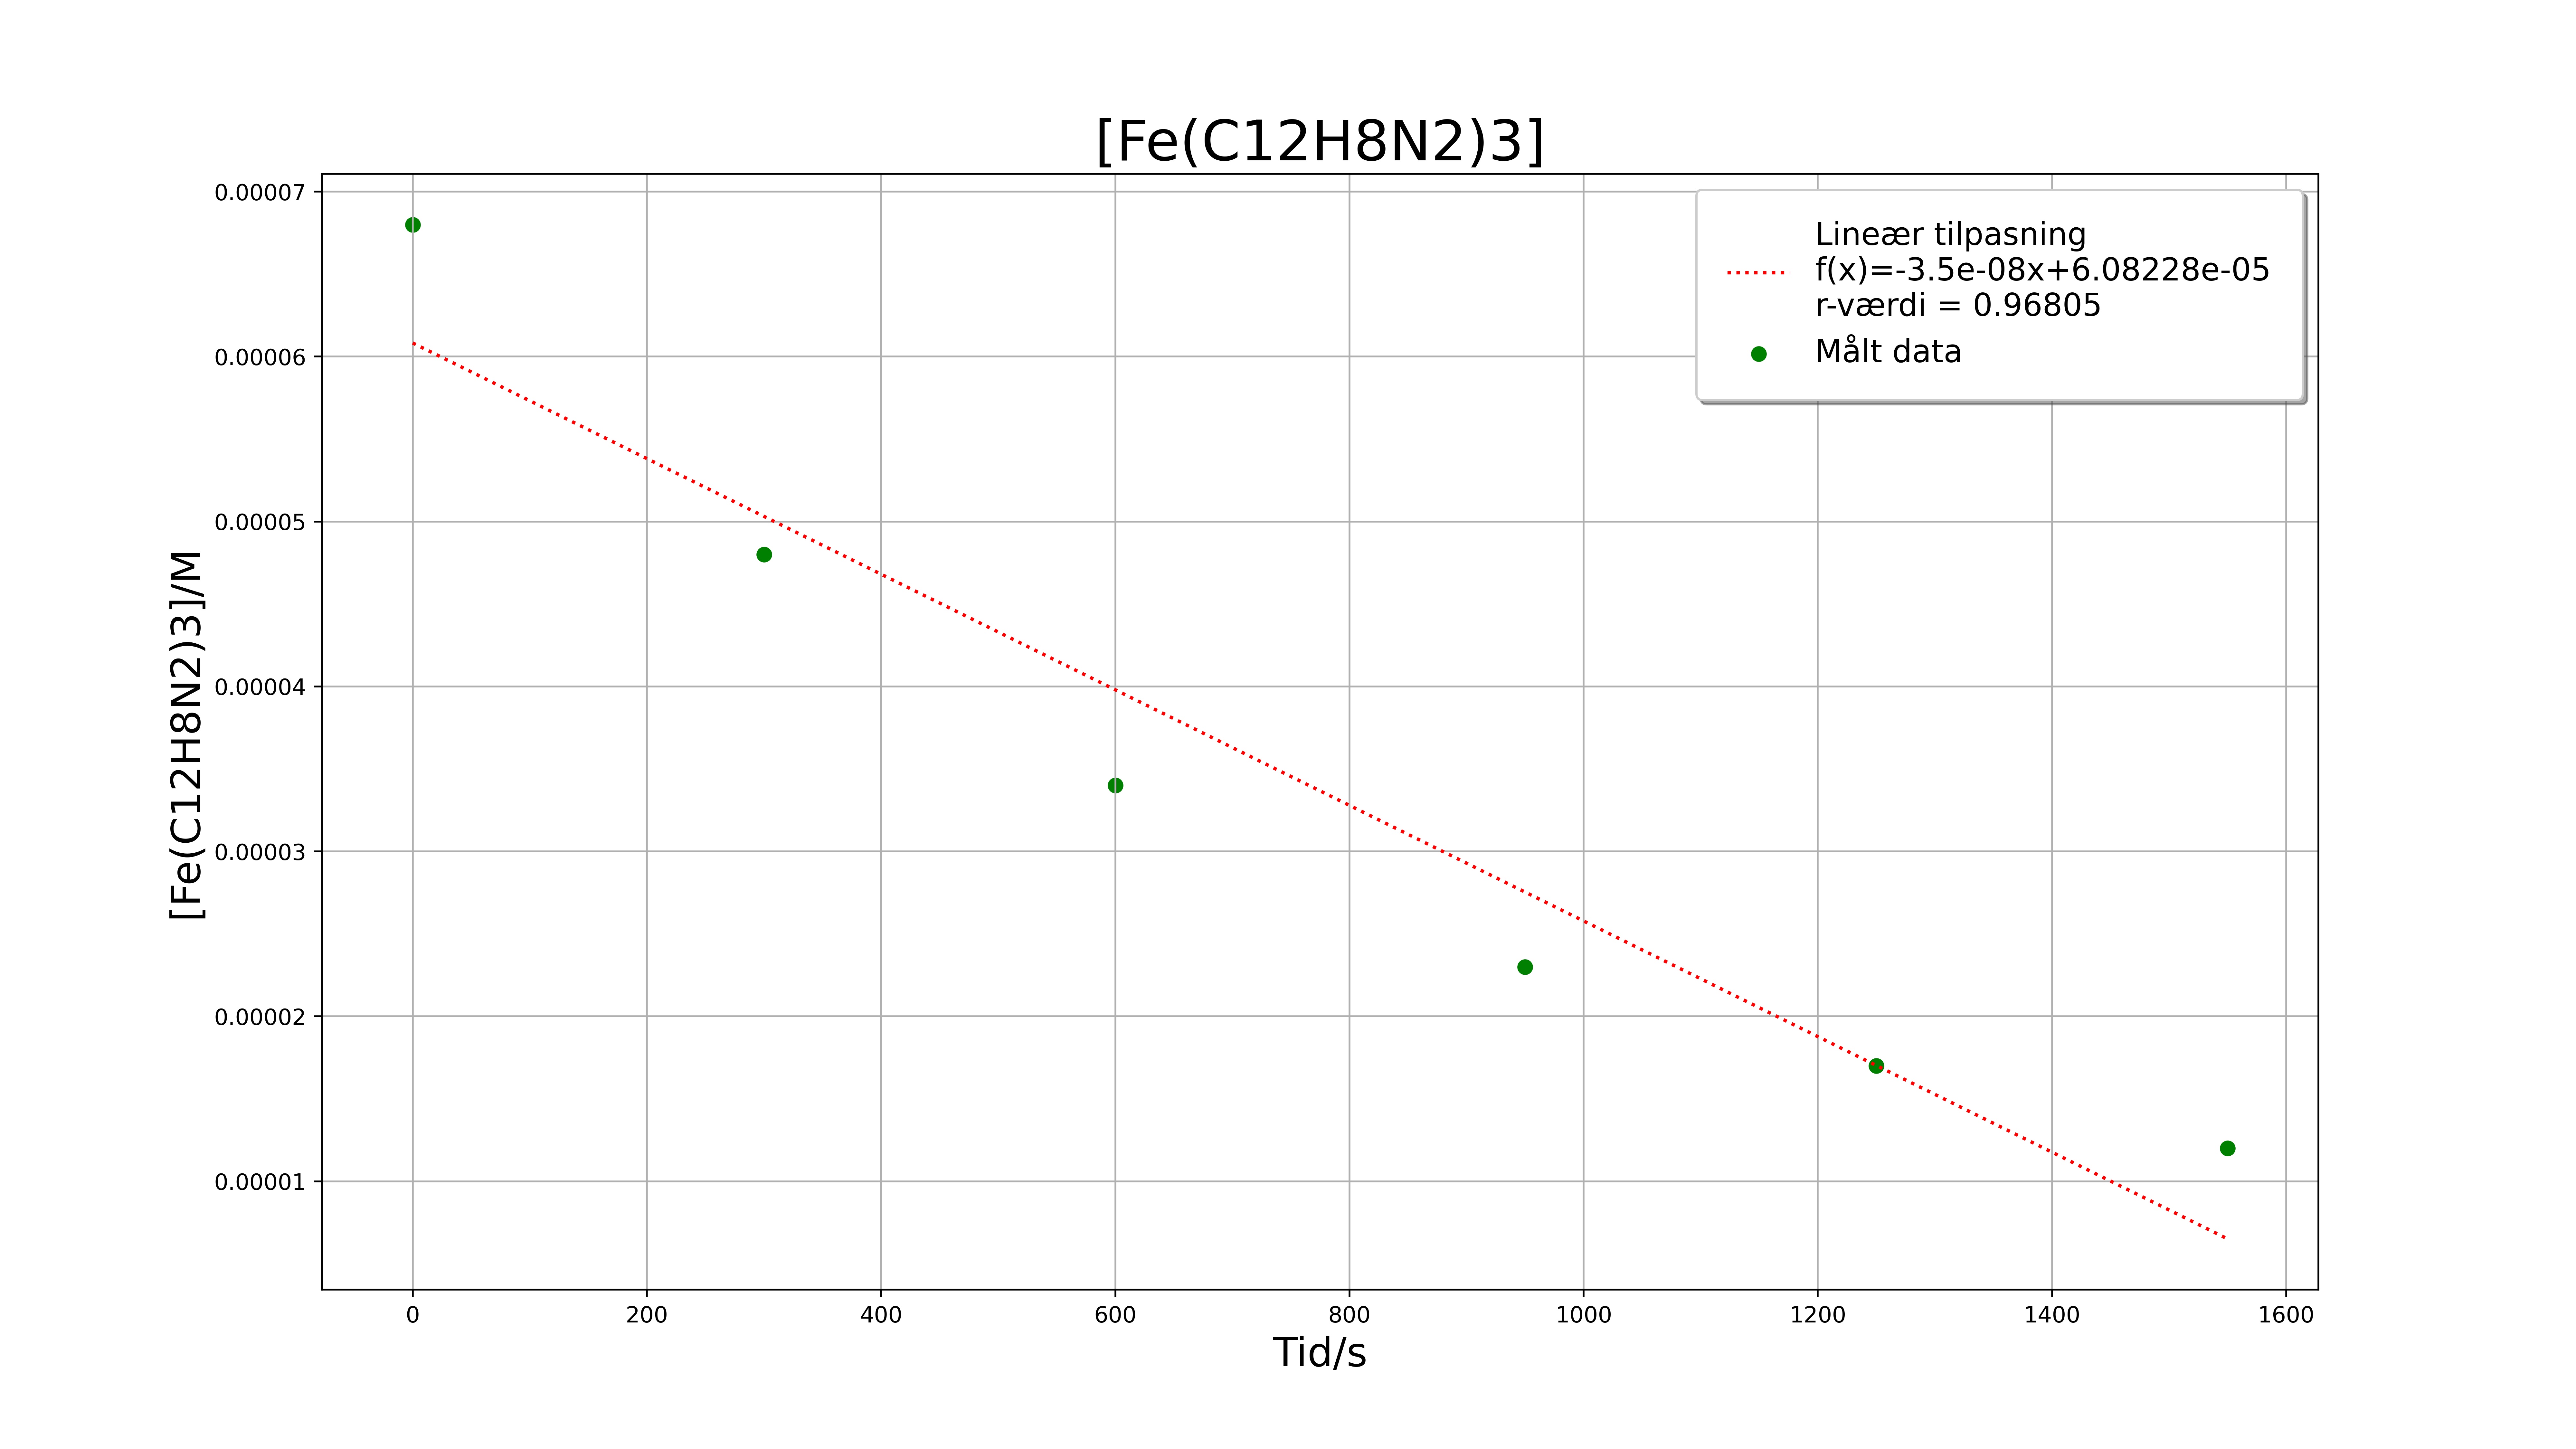 [Fe(C12H8N2)3]
Lineær tilpasning
f(x)=-3.5e-08x+6.08228e-05
r-værdi = 0.96805
Målt data
[Fe(C12H8N2)3]/M
0.00007
0.00006
0.00005
0.00004
0.00003
0.00002
0.00001
0 200 400 600 800 1000 1200 1400 1600
Tid/s